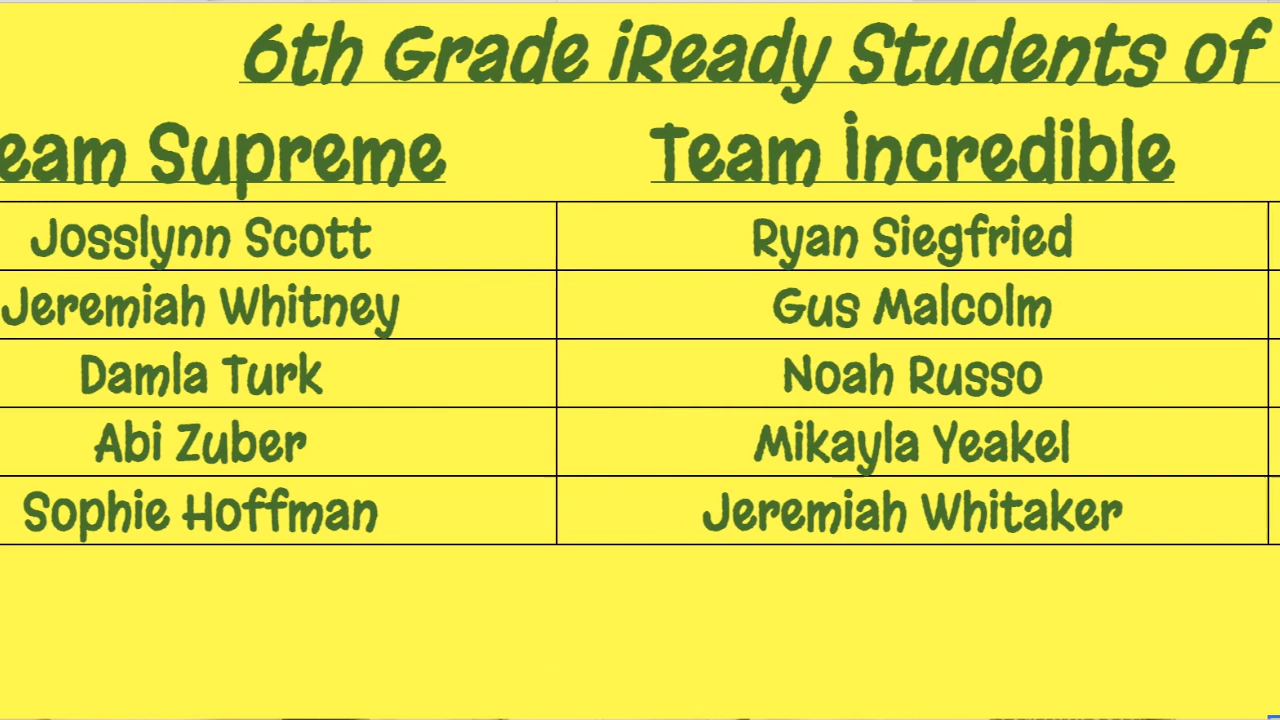 6th Grade iReady Students of
eam Supreme Team Incredible
Josslynn Scott Ryan Siegfried
Jeremiah Whitney Gus Malcolm
Damla Turk Noah Russo
Abi Zuber Mikayla Yeakel
Sophie Hoffman Jeremiah Whitaker